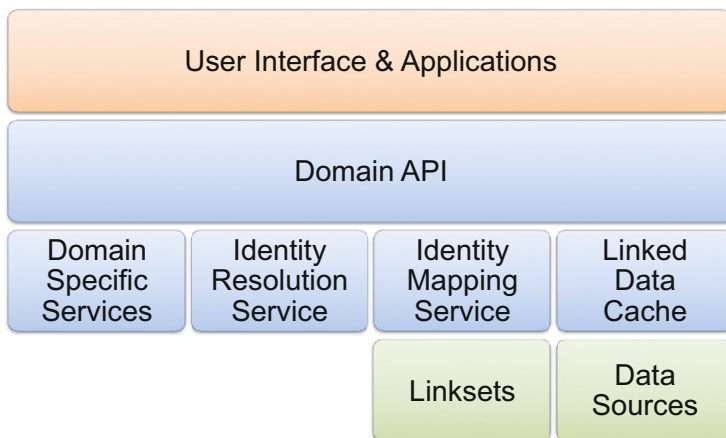 User Interface & Applications
Domain API
Domain
Specific
Services
Identity
Resolution
Service
Identity
Mapping
Service
Linked
Data
Cache
Linksets
Data
Sources